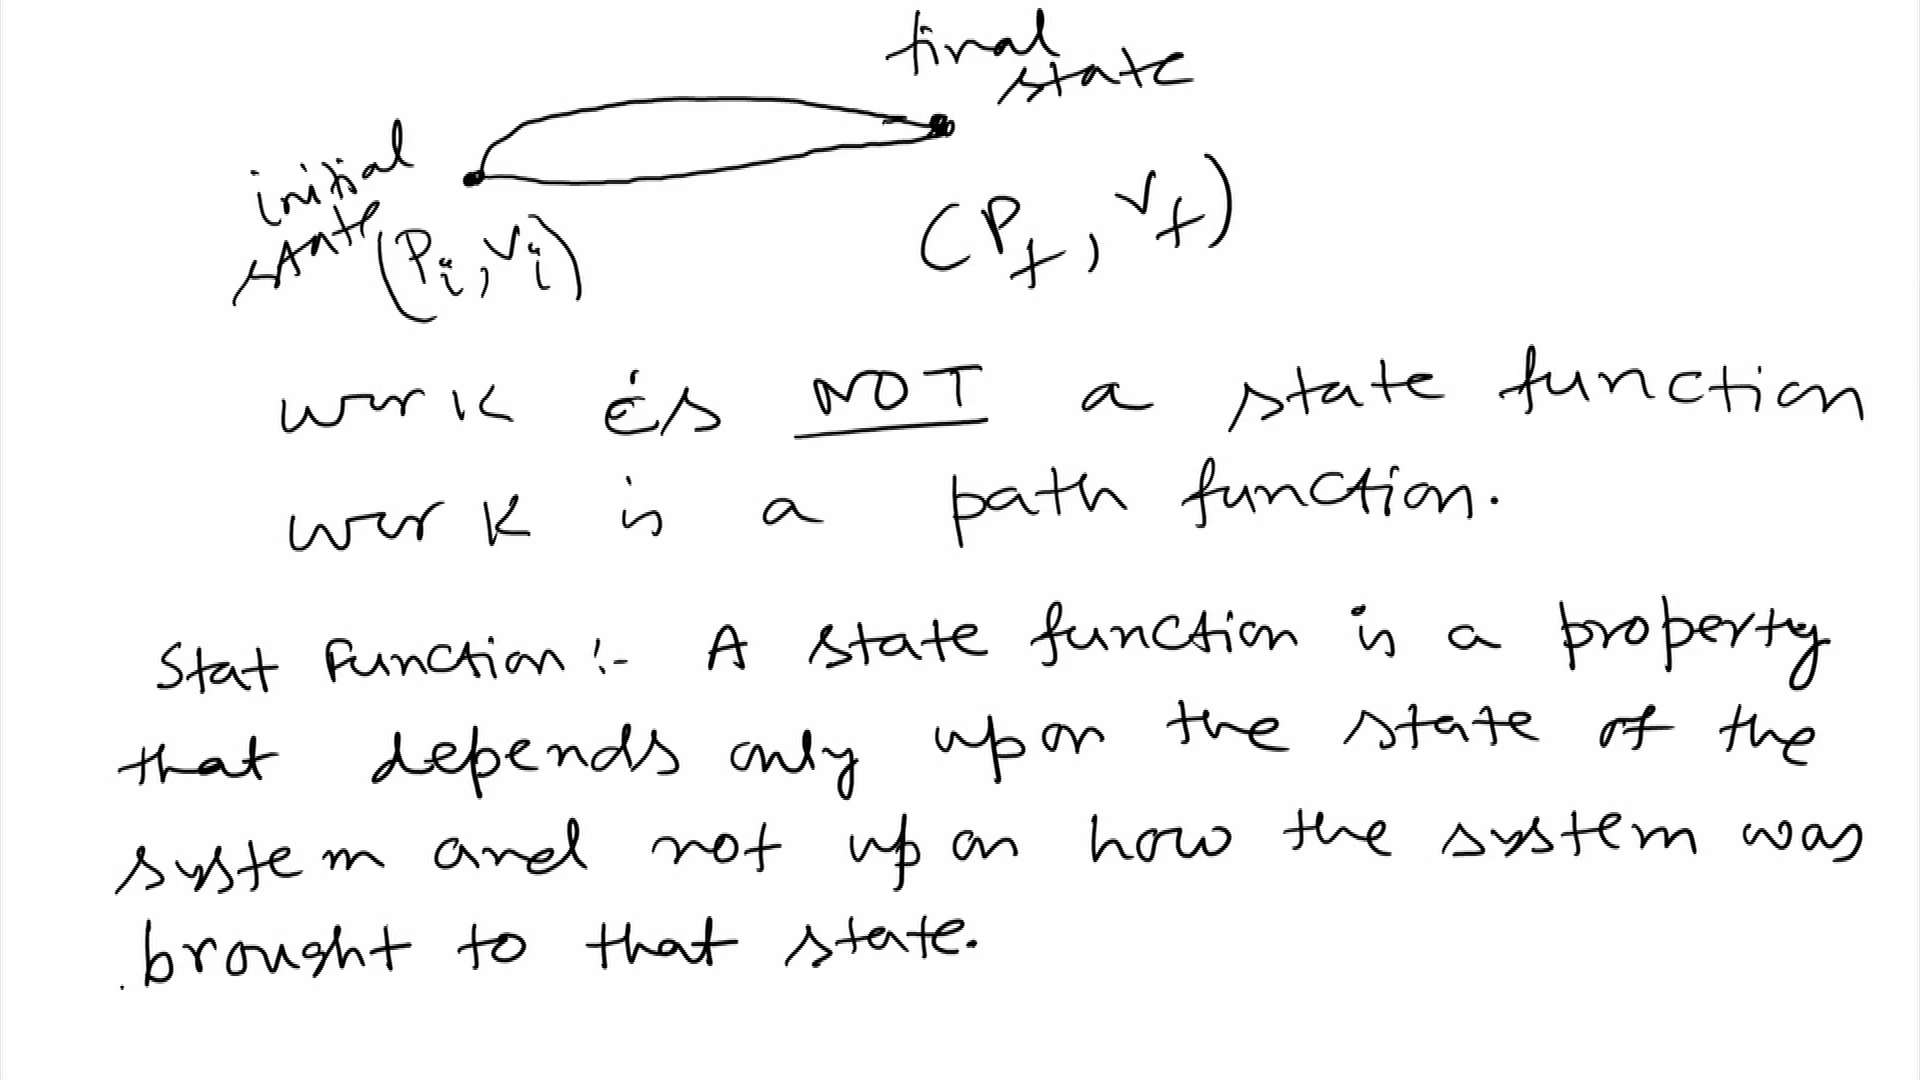 final
state
initial
state
(Pi, Vi)
(Pf, Vf)
work is NOT a state function
work is a path function.
Stat Function :- A state function is a property
that depends only upon the state of the
system and not upon how the system was
brought to that state.